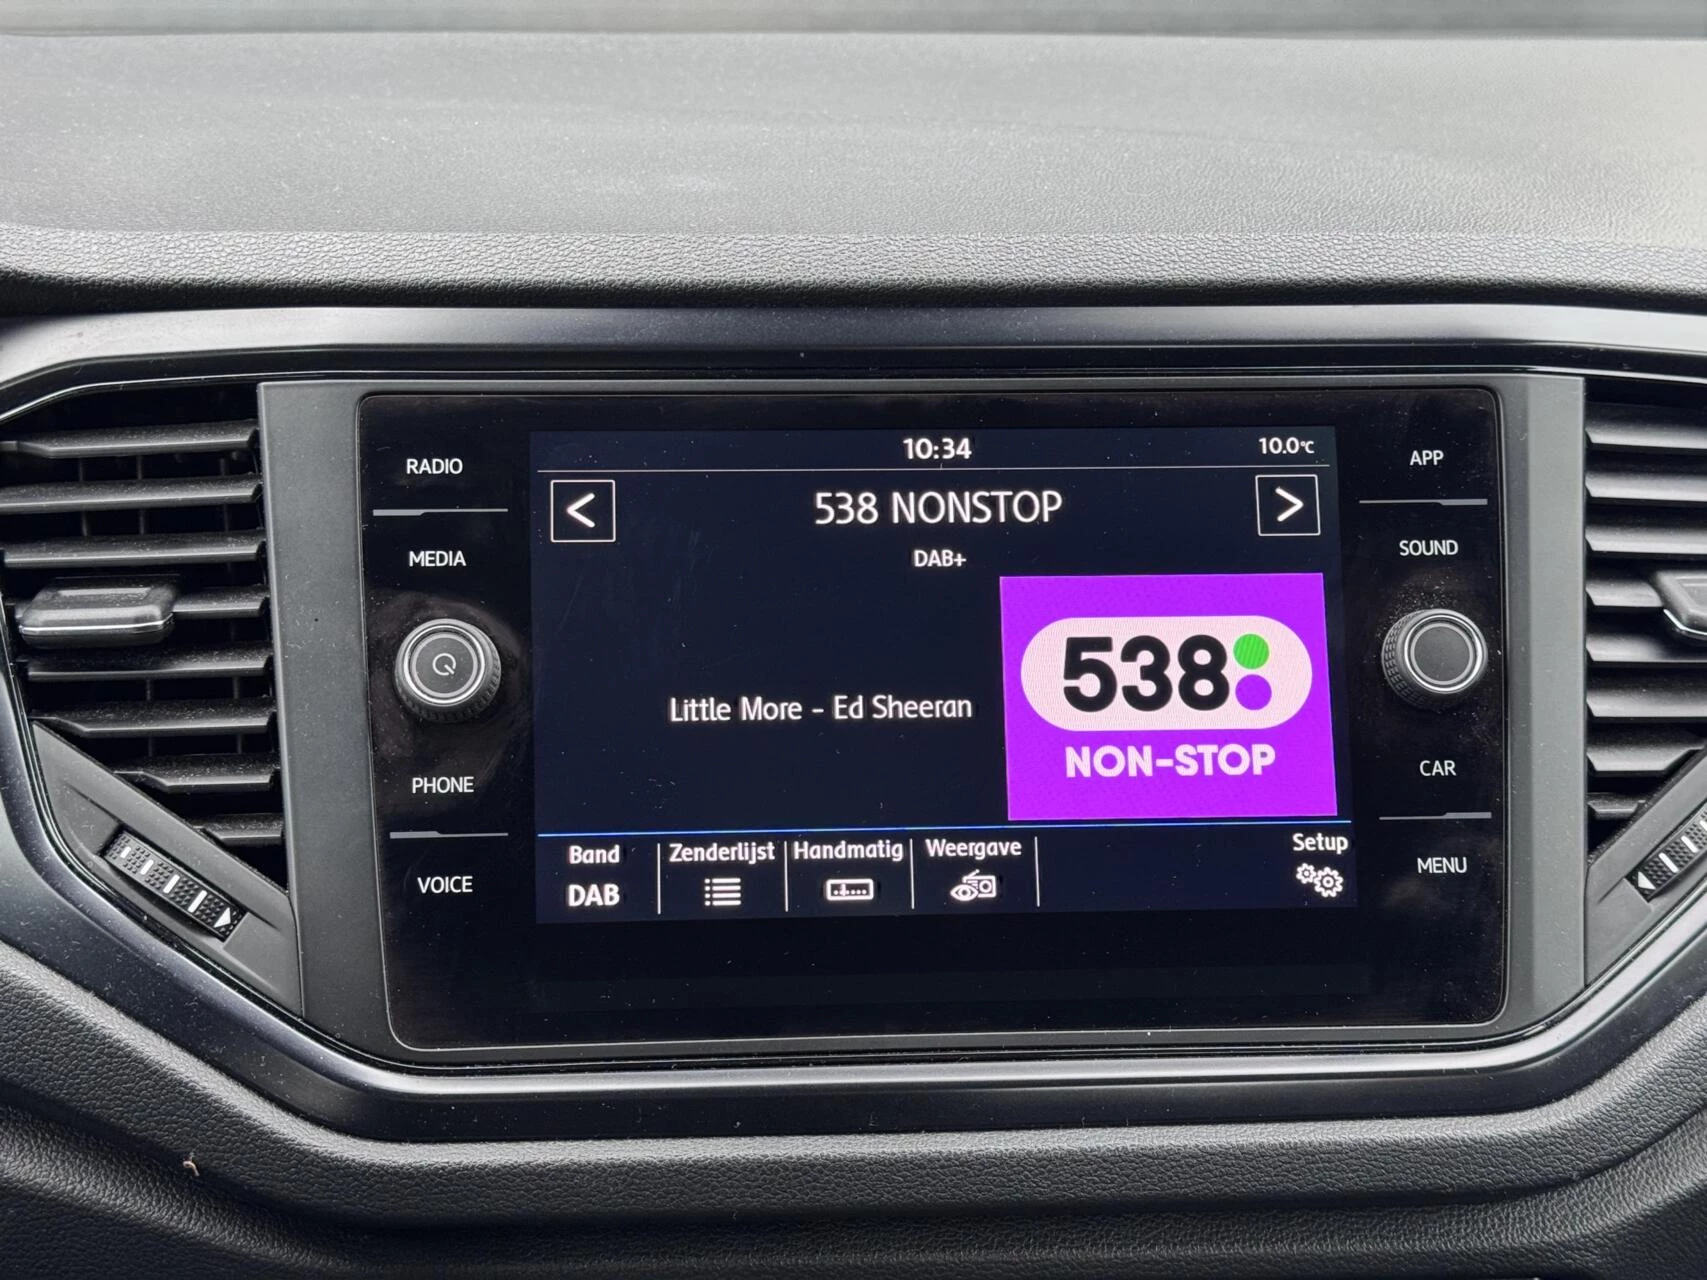 10:34
10.0°C
538 NONSTOP
DAB+
Little More - Ed Sheeran
538
NON-STOP
Band
DAB
Zenderlijst
Handmatig
Weergave
Setup
RADIO
MEDIA
PHONE
VOICE
APP
SOUND
CAR
MENU